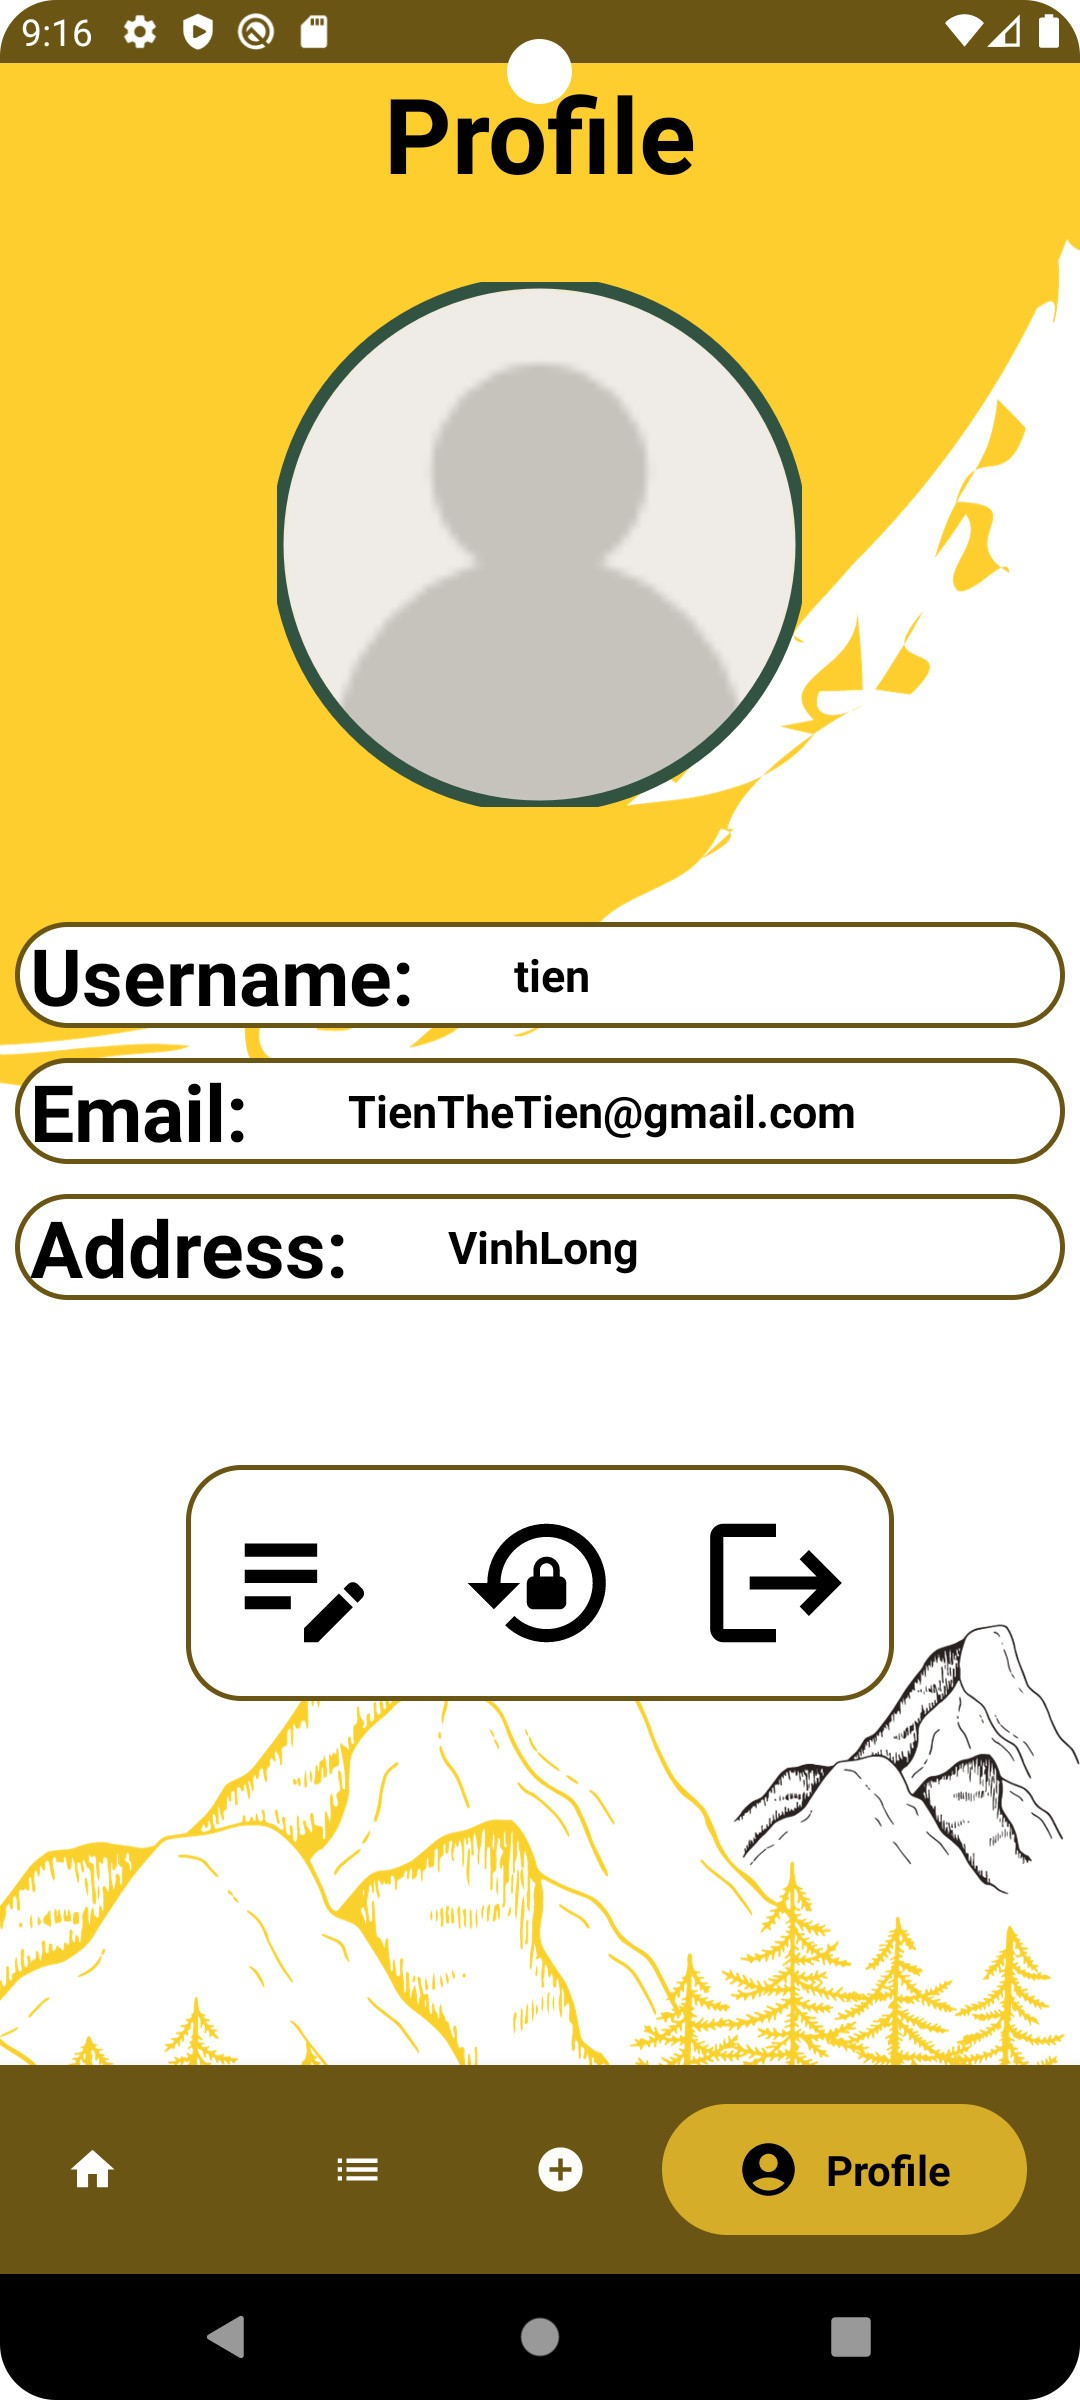 9:16
Profile
Username: tien
Email: TienTheTien@gmail.com
Address: VinhLong
Profile